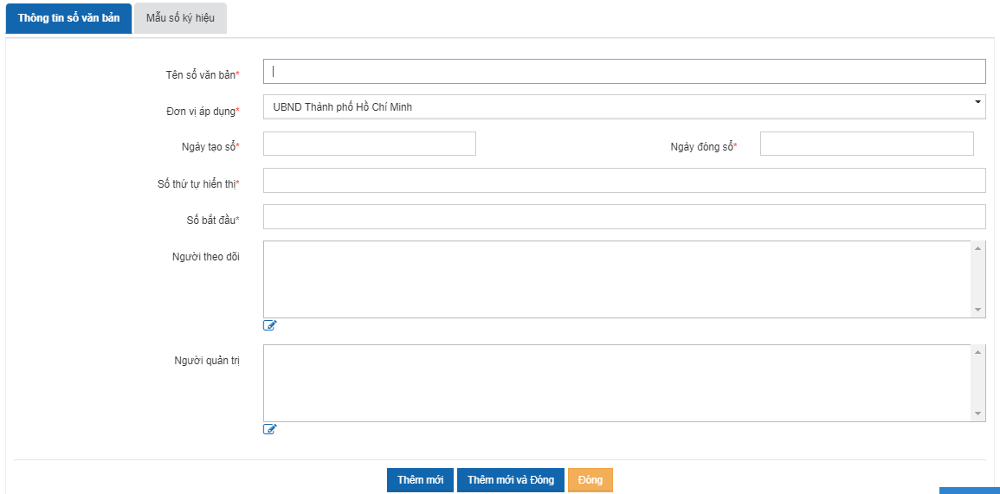 Thông tin sổ văn bản Mẫu số ký hiệu
Tên sổ văn bản*
Đơn vị áp dụng* UBND Thành phố Hồ Chí Minh
Ngày tạo sổ* Ngày đóng sổ*
Số thứ tự hiển thị*
Số bắt đầu*
Người theo dõi
Người quản trị
Thêm mới Thêm mới và Đóng Đóng